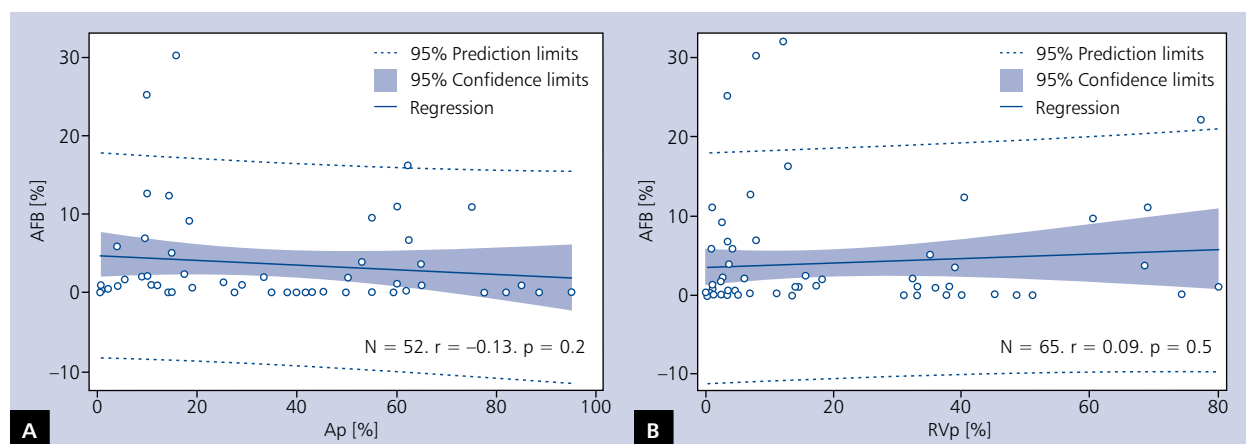 30
20
10
0
−10
AFB [%]
95% Prediction limits
95% Confidence limits
Regression
N = 52. r = −0.13. p = 0.2
0 20 40 60 80 100
Ap [%]
A
30
20
10
0
−10
AFB [%]
95% Prediction limits
95% Confidence limits
Regression
N = 65. r = 0.09. p = 0.5
0 20 40 60 80
RVp [%]
B